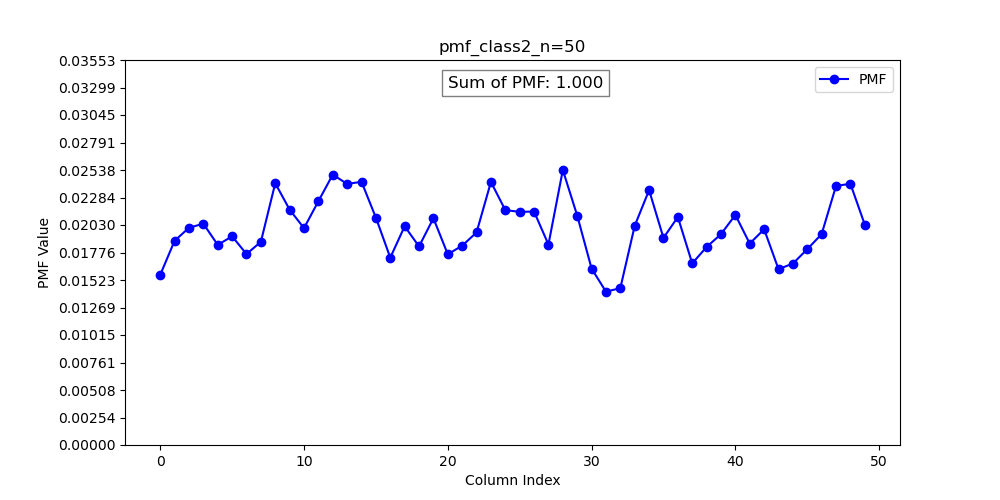 pmf_class2_n=50
Sum of PMF: 1.000
PMF
0.03553
0.03299
0.03045
0.02791
0.02538
0.02284
0.02030
0.01776
0.01523
0.01269
0.01015
0.00761
0.00508
0.00254
0.00000
PMF Value
0 10 20 30 40 50
Column Index